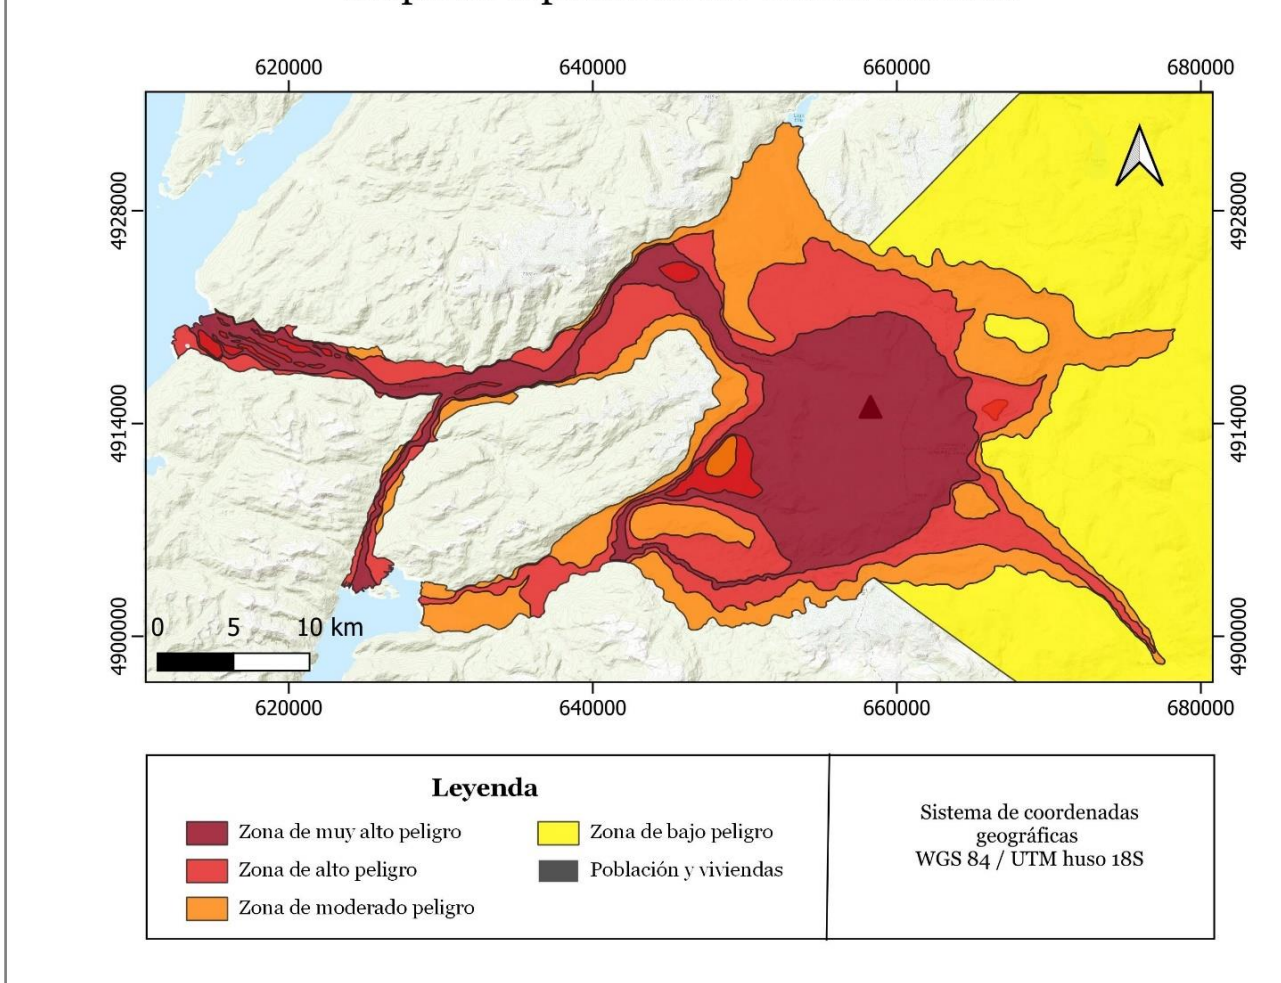 620000 640000 660000 680000
4928000 4928000
4914000 4914000
4900000 4900000
0 5 10 km
620000 640000 660000 680000
Leyenda
Zona de muy alto peligro
Zona de alto peligro
Zona de moderado peligro
Zona de bajo peligro
Población y viviendas
Sistema de coordenadas
geográficas
WGS 84 / UTM huso 18S